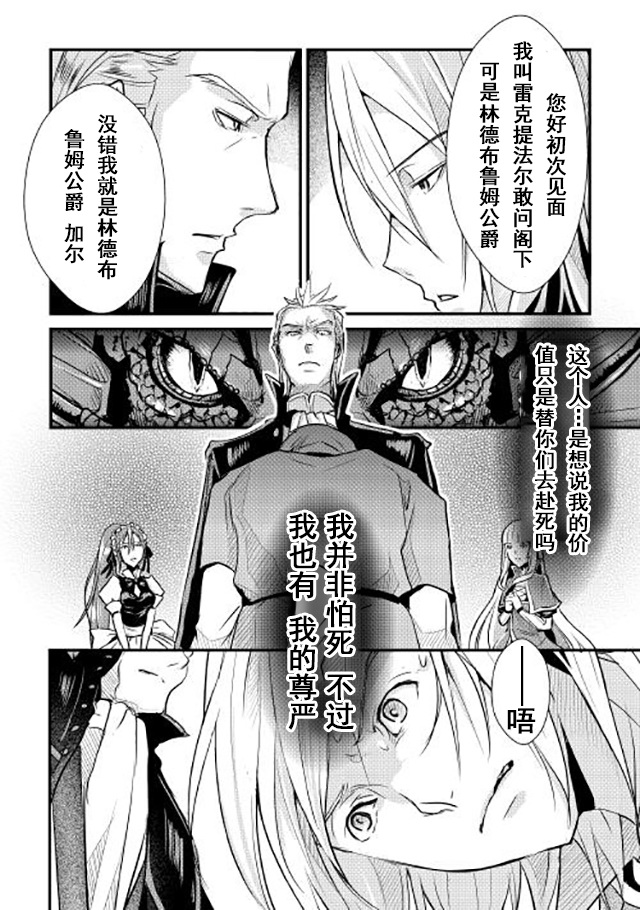 您好初次见面
我叫雷克提法尔敢问阁下
可是林德布鲁姆公爵
没错我就是林德布
鲁姆公爵 加尔
这个人…是想说我的价
值只是替你们去赴死吗
我并非怕死 不过
我也有 我的尊严
——唔